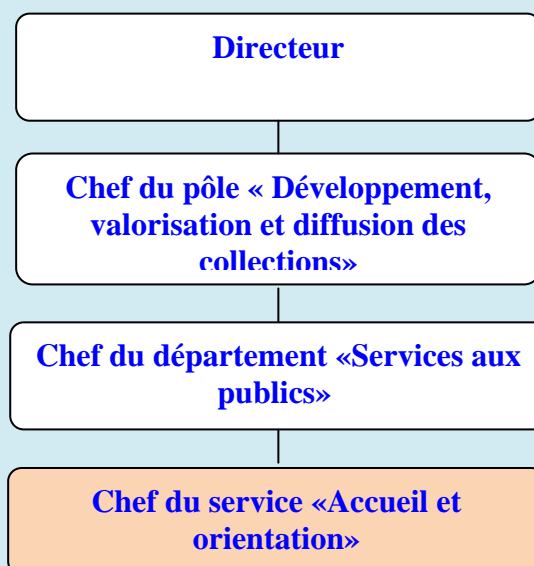 Directeur
Chef du pôle « Développement,
valorisation et diffusion des
collections»
Chef du département «Services aux
publics»
Chef du service «Accueil et
orientation»